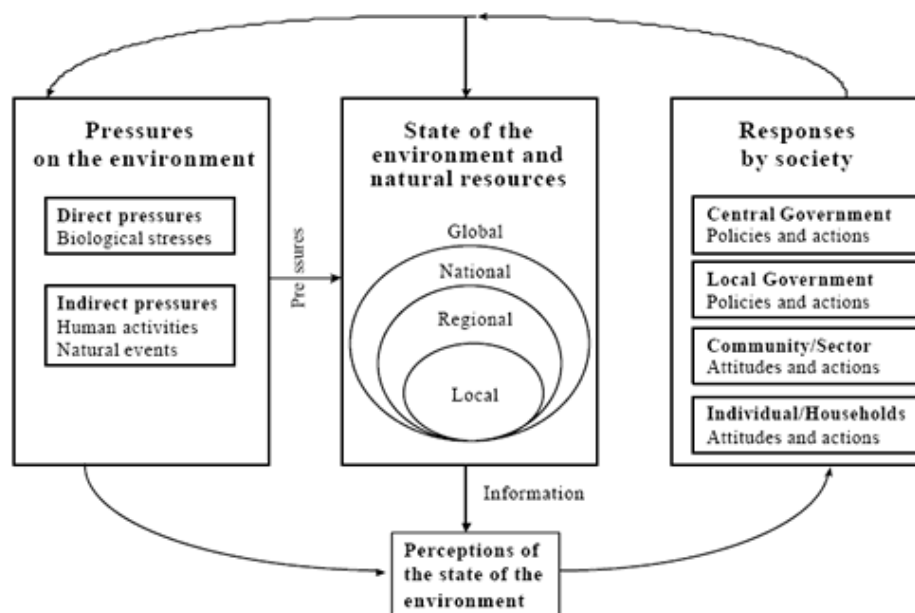 Pressures
on the environment
Direct pressures
Biological stresses
Indirect pressures
Human activities
Natural events
Pressures
State of the
environment and
natural resources
Global
National
Regional
Local
Information
Perceptions of
the state of the
environment
Responses
by society
Central Government
Policies and actions
Local Government
Policies and actions
Community/Sector
Attitudes and actions
Individual/Households
Attitudes and actions